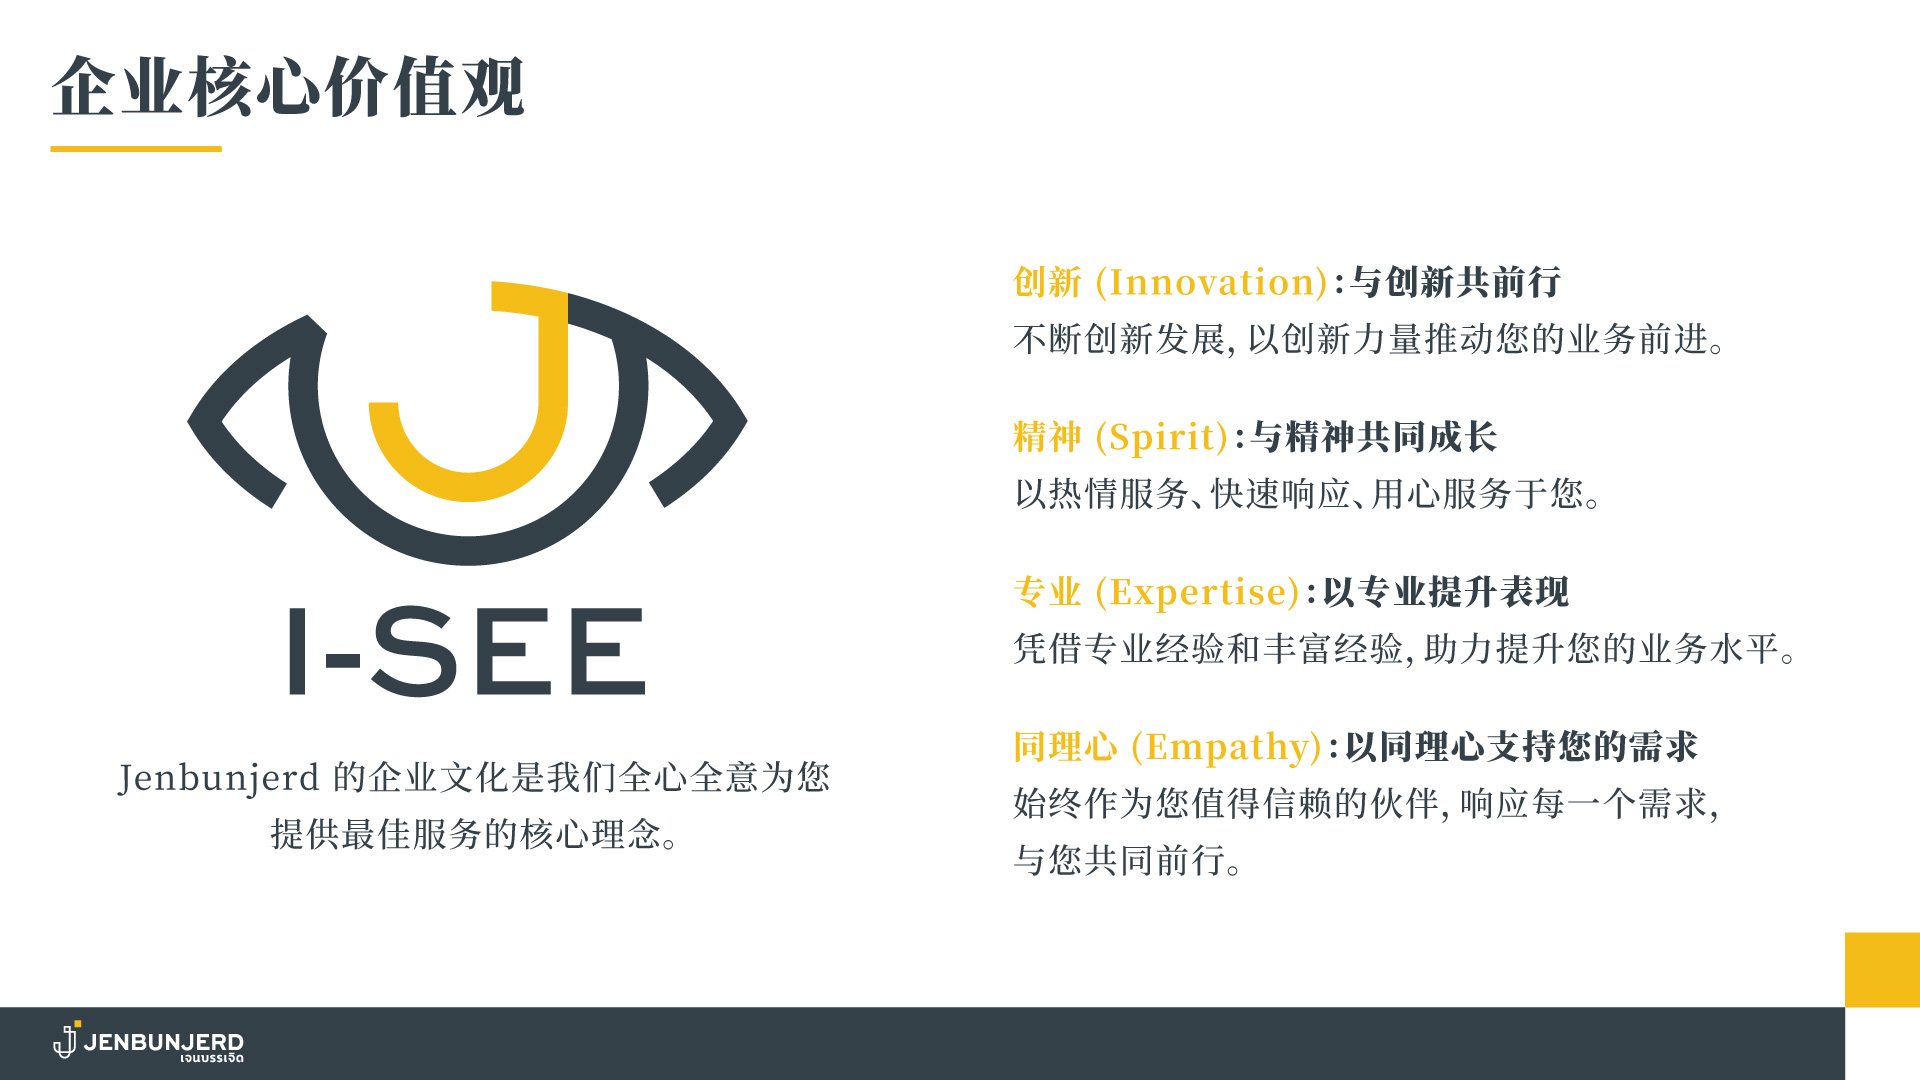 企业核心价值观
I-SEE
Jenbunjerd 的企业文化是我们全心全意为您
提供最佳服务的核心理念。
创新 (Innovation)：与创新共前行
不断创新发展，以创新力量推动您的业务前进。
精神 (Spirit)：与精神共同成长
以热情服务、快速响应、用心服务于您。
专业 (Expertise)：以专业提升表现
凭借专业经验和丰富经验，助力提升您的业务水平。
同理心 (Empathy)：以同理心支持您的需求
始终作为您值得信赖的伙伴，响应每一个需求，
与您共同前行。
JENBUNJERD
เจนบรรเจิด